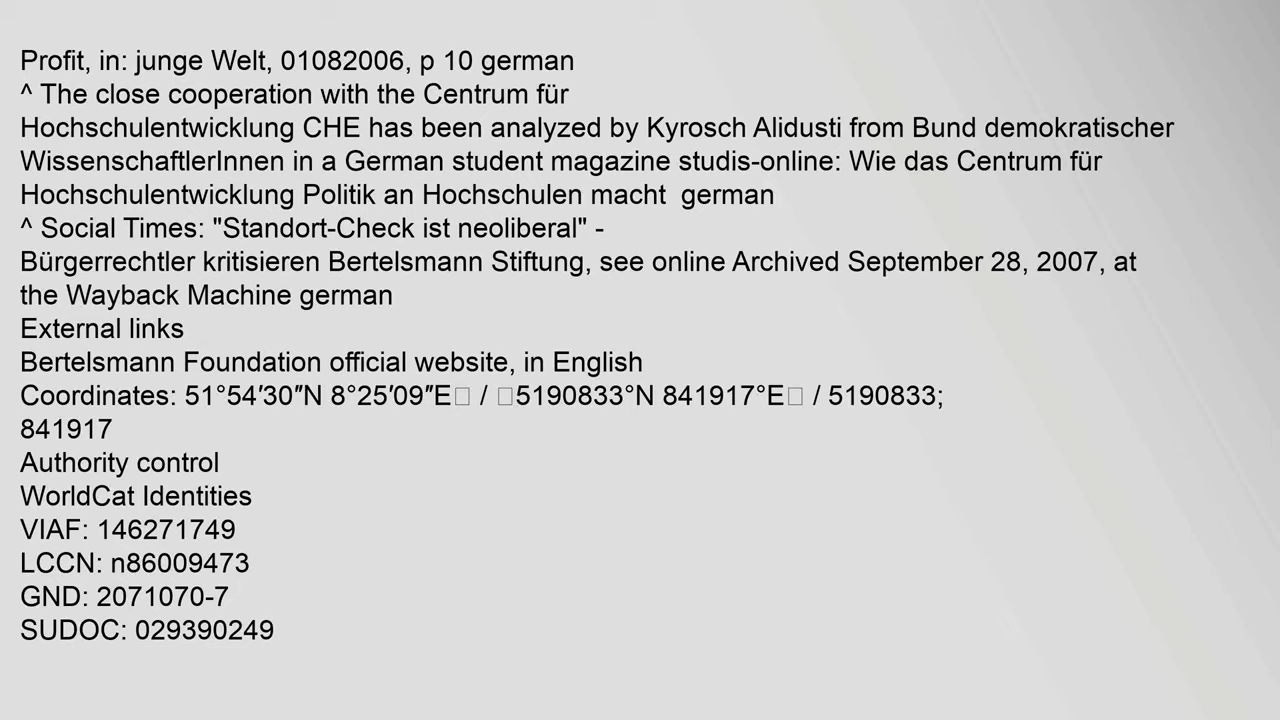 Profit, in: junge Welt, 01082006, p 10 german
^ The close cooperation with the Centrum für
Hochschulentwicklung CHE has been analyzed by Kyrosch Alidusti from Bund demokratischer
WissenschaftlerInnen in a German student magazine studis-online: Wie das Centrum für
Hochschulentwicklung Politik an Hochschulen macht  german
^ Social Times: "Standort-Check ist neoliberal" -
Bürgerrechtler kritisieren Bertelsmann Stiftung, see online Archived September 28, 2007, at
the Wayback Machine german
External links
Bertelsmann Foundation official website, in English
Coordinates: 51°54′30″N 8°25′09″E□ / □5190833°N 841917°E□ / 5190833;
841917
Authority control
WorldCat Identities
VIAF: 146271749
LCCN: n86009473
GND: 2071070-7
SUDOC: 029390249